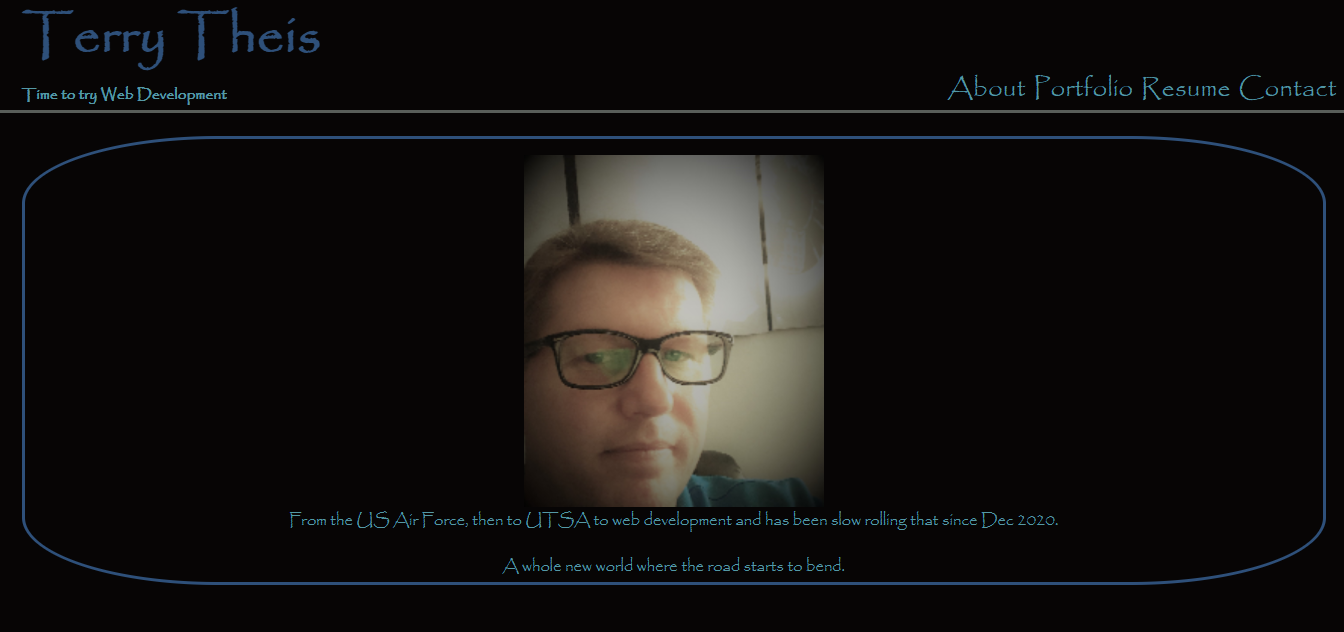 Terry Theis
Time to try Web Development
About Portfolio Resume Contact
From the US Air Force, then to UTSA to web development and has been slow rolling that since Dec 2020.
A whole new world where the road starts to bend.